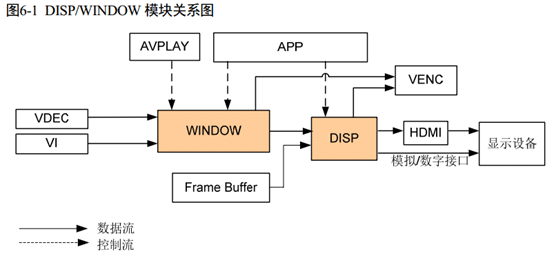 图6-1 DISP/WINDOW 模块关系图
AVPLAY
APP
VENC
VDEC
VI
WINDOW
DISP
HDMI
显示设备
模拟/数字接口
Frame Buffer
数据流
控制流